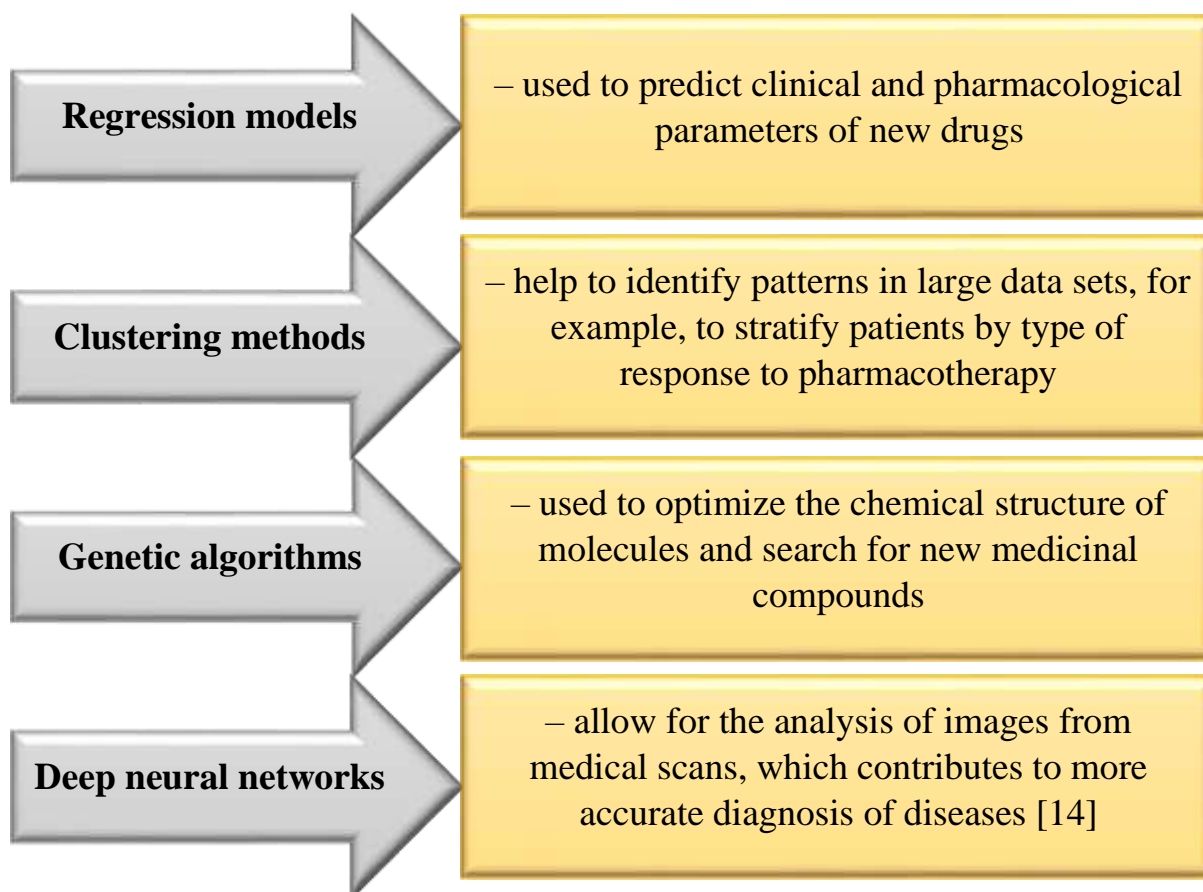 Regression models
– used to predict clinical and pharmacological
parameters of new drugs
Clustering methods
– help to identify patterns in large data sets, for
example, to stratify patients by type of
response to pharmacotherapy
Genetic algorithms
– used to optimize the chemical structure of
molecules and search for new medicinal
compounds
Deep neural networks
– allow for the analysis of images from
medical scans, which contributes to more
accurate diagnosis of diseases [14]